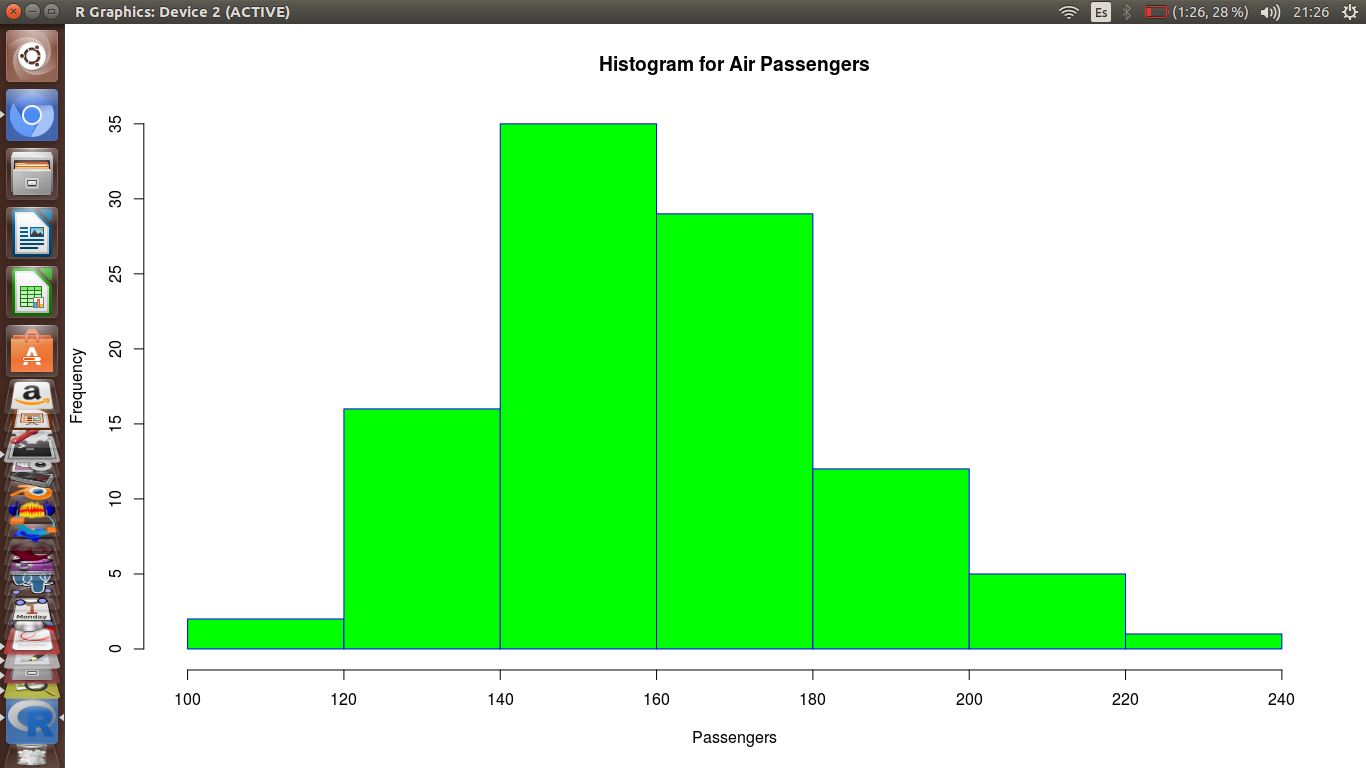 R Graphics: Device 2 (ACTIVE)
Es
(1:26, 28 %)
21:26
Histogram for Air Passengers
35
30
25
20
15
10
5
0
Frequency
100 120 140 160 180 200 220 240
Passengers
a
Monday
R